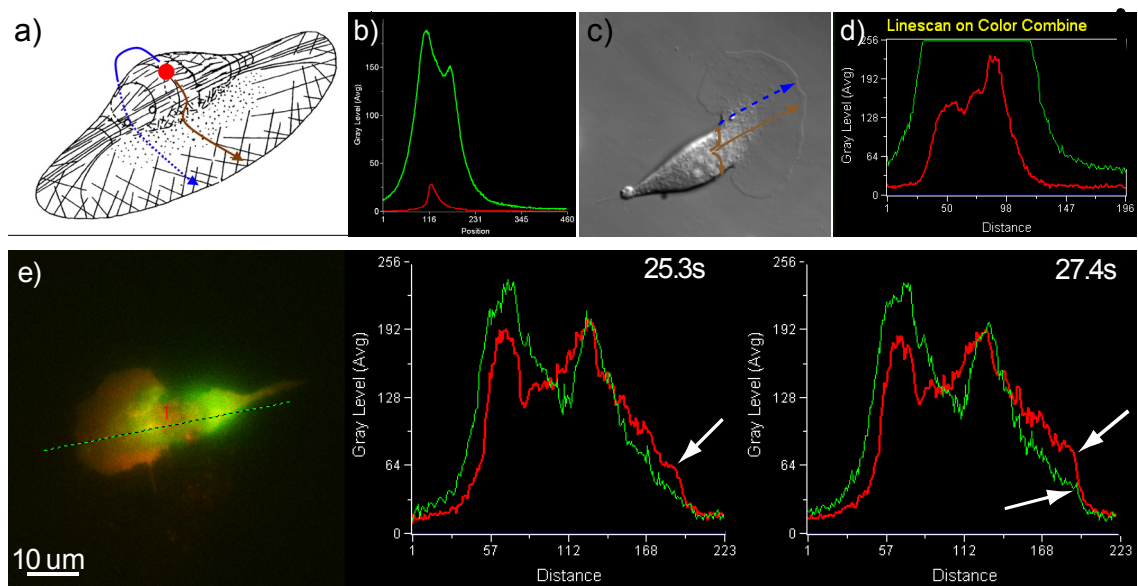 a)
b)
Gray Level (Avg)
150
100
50
0
1 116 231 345 460
Position
c)
d)
Linescan on Color Combine
Gray Level (Avg)
256
192
128
64
0
1 50 98 147 196
Distance
e)
10 um
25.3s
Gray Level (Avg)
256
192
128
64
0
1 57 112 168 223
Distance
27.4s
Gray Level (Avg)
256
192
128
64
0
1 57 112 168 223
Distance